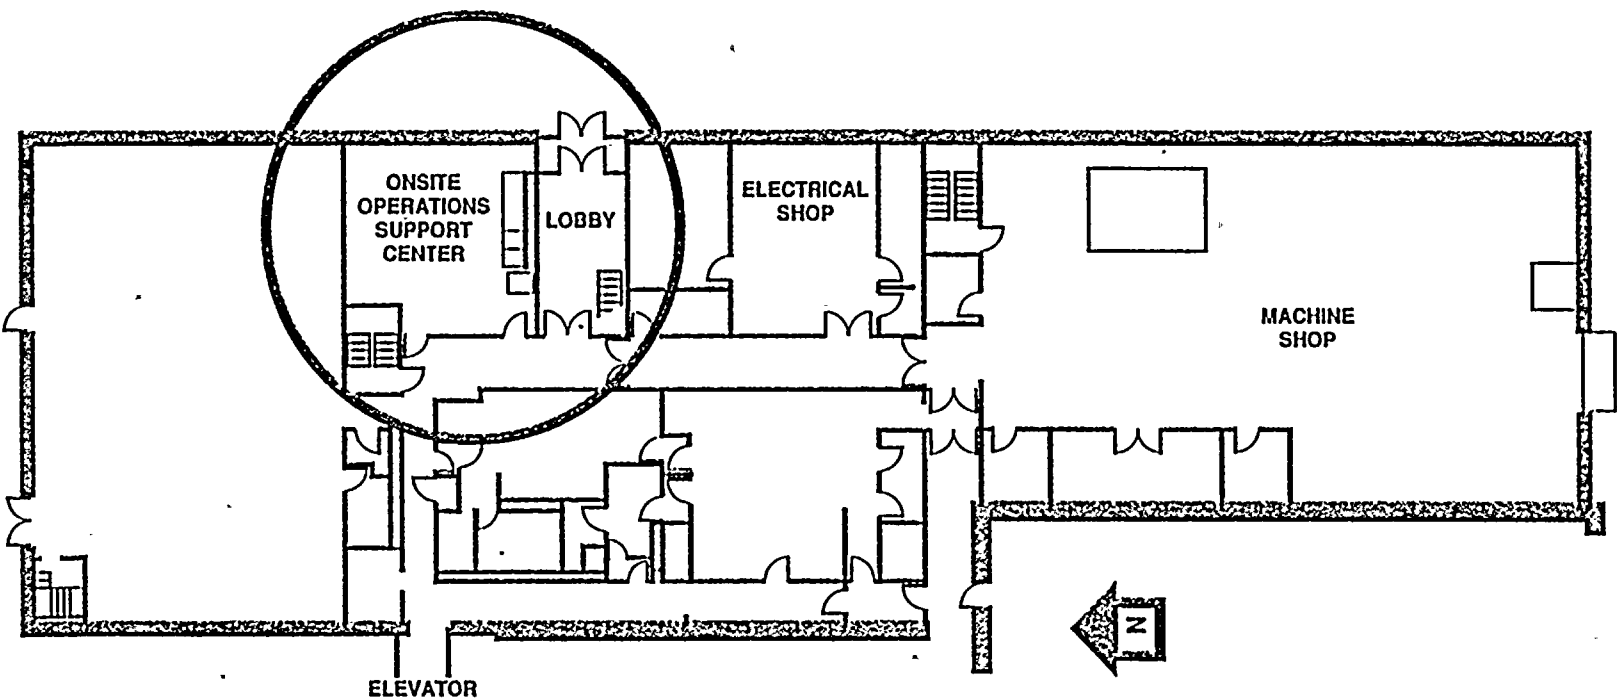 ONSITE
OPERATIONS
SUPPORT
CENTER
LOBBY
ELECTRICAL
SHOP
MACHINE
SHOP
N
ELEVATOR